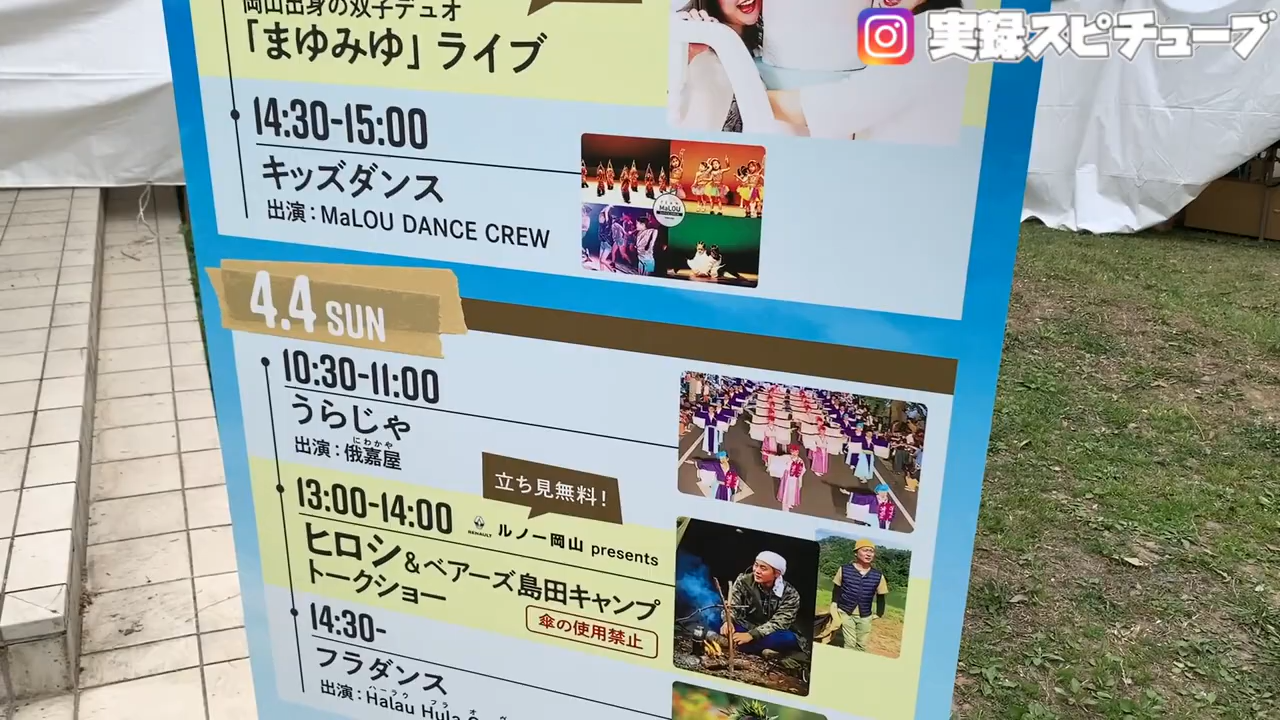 実録スピチューブ
岡山出身の双子デュオ
「まゆみゆ」ライブ
14:30-15:00
キッズダンス
出演：MaLOU DANCE CREW
MaLOU
4.4 SUN
10:30-11:00
うらじゃ
にわかや
出演：俄嘉屋
立ち見無料！
13:00-14:00
RENAULT
ルノー岡山 presents
ヒロシ&ベアーズ島田キャンプ
トークショー
傘の使用禁止
14:30-
フラダンス
出演：Halau Hula